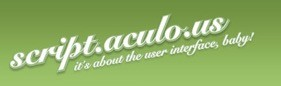 script.aculo.us
it's about the user interface, baby!